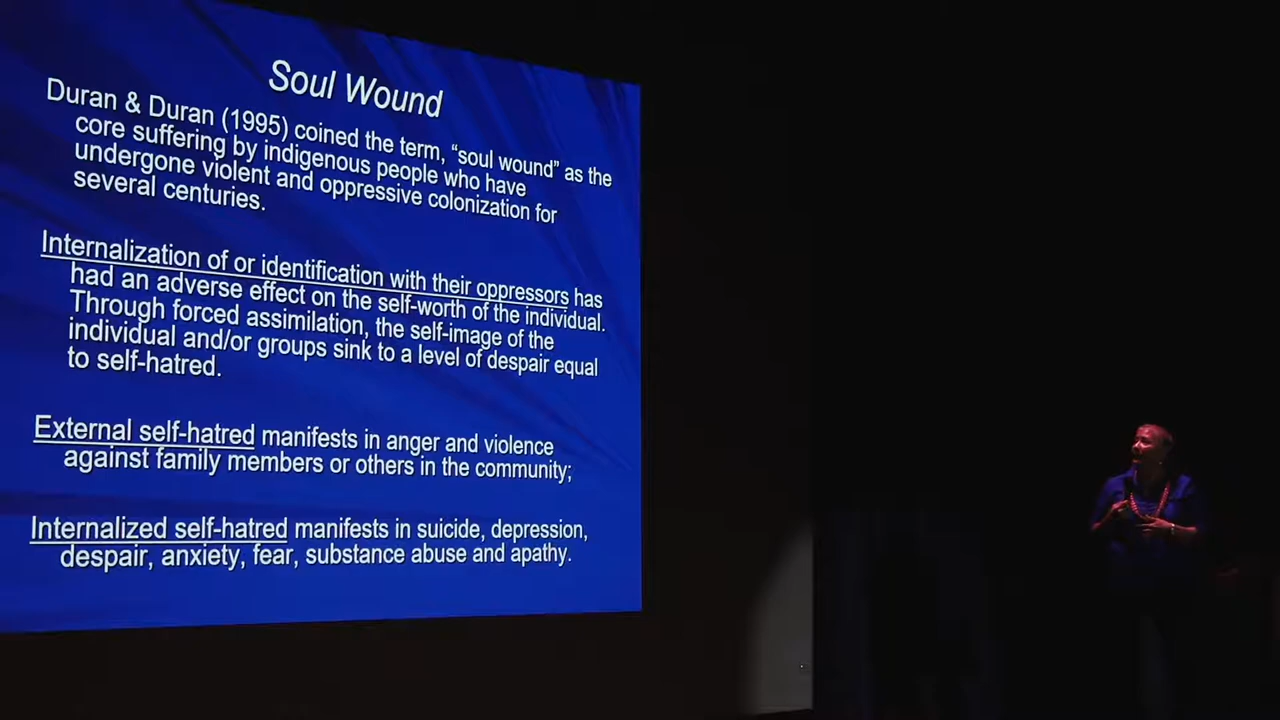 Soul Wound
Duran & Duran (1995) coined the term, “soul wound” as the
core suffering by indigenous people who have
undergone violent and oppressive colonization for
several centuries.
Internalization of or identification with their oppressors has
had an adverse effect on the self-worth of the individual.
Through forced assimilation, the self-image of the
individual and/or groups sink to a level of despair equal
to self-hatred.
External self-hatred manifests in anger and violence
against family members or others in the community;
Internalized self-hatred manifests in suicide, depression,
despair, anxiety, fear, substance abuse and apathy.